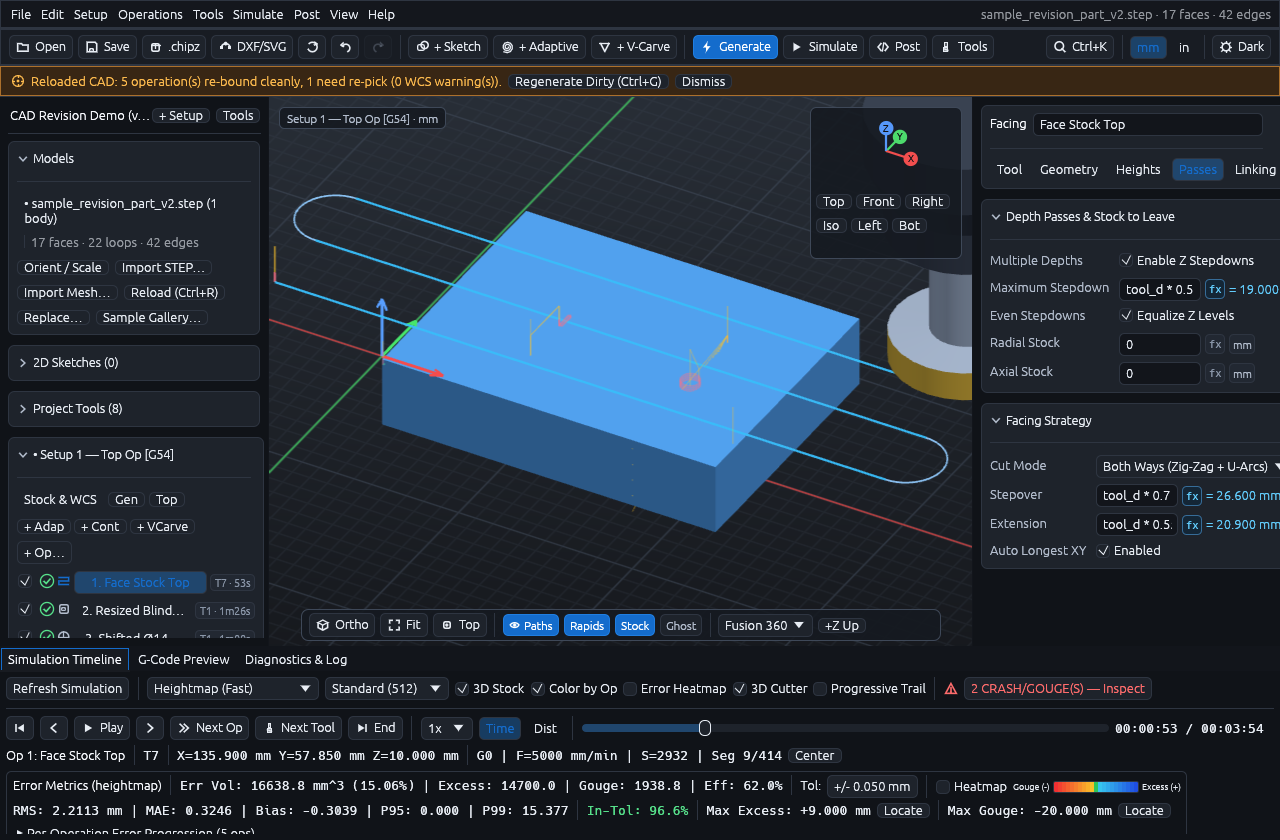 File Edit Setup Operations Tools Simulate Post View Help sample_revision_part_v2.step · 17 faces · 42 edges
Open Save .chipz DXF/SVG + Sketch + Adaptive + V-Carve Generate Simulate Post Tools Ctrl+K mm in Dark
Reloaded CAD: 5 operation(s) re-bound cleanly, 1 need re-pick (0 WCS warning(s)). Regenerate Dirty (Ctrl+G) Dismiss
CAD Revision Demo (v... + Setup Tools
Models
• sample_revision_part_v2.step (1
body)
17 faces · 22 loops · 42 edges
Orient / Scale Import STEP...
Import Mesh... Reload (Ctrl+R)
Replace... Sample Gallery...
2D Sketches (0)
Project Tools (8)
• Setup 1 — Top Op [G54]
Stock & WCS Gen Top
+ Adap + Cont + VCarve
+ Op...
1. Face Stock Top T7 · 53s
2. Resized Blind... T1 · 1m26s
Setup 1 — Top Op [G54] · mm
Z
Y
X
Top Front Right
Iso Left Bot
Ortho Fit Top Paths Rapids Stock Ghost Fusion 360 +Z Up
Facing Face Stock Top
Tool Geometry Heights Passes Linking
Depth Passes & Stock to Leave
Multiple Depths Enable Z Stepdowns
Maximum Stepdown tool_d * 0.5 fx = 19.000
Even Stepdowns Equalize Z Levels
Radial Stock 0 fx mm
Axial Stock 0 fx mm
Facing Strategy
Cut Mode Both Ways (Zig-Zag + U-Arcs)
Stepover tool_d * 0.7 fx = 26.600 mm
Extension tool_d * 0.5. fx = 20.900 mm
Auto Longest XY Enabled
Simulation Timeline G-Code Preview Diagnostics & Log
Refresh Simulation Heightmap (Fast) Standard (512) 3D Stock Color by Op Error Heatmap 3D Cutter Progressive Trail 2 CRASH/GOUGE(S) — Inspect
Play Next Op Next Tool End 1x Time Dist 00:00:53 / 00:03:54
Op 1: Face Stock Top T7 X=135.900 mm Y=57.850 mm Z=10.000 mm G0 | F=5000 mm/min | S=2932 | Seg 9/414 Center
Error Metrics (heightmap) Err Vol: 16638.8 mm^3 (15.06%) | Excess: 14700.0 | Gouge: 1938.8 | Eff: 62.0% Tol: +/- 0.050 mm Heatmap Gouge (-) Excess (+)
RMS: 2.2113 mm | MAE: 0.3246 | Bias: -0.3039 | P95: 0.000 | P99: 15.377 In-Tol: 96.6% Max Excess: +9.000 mm Locate Max Gouge: -20.000 mm Locate